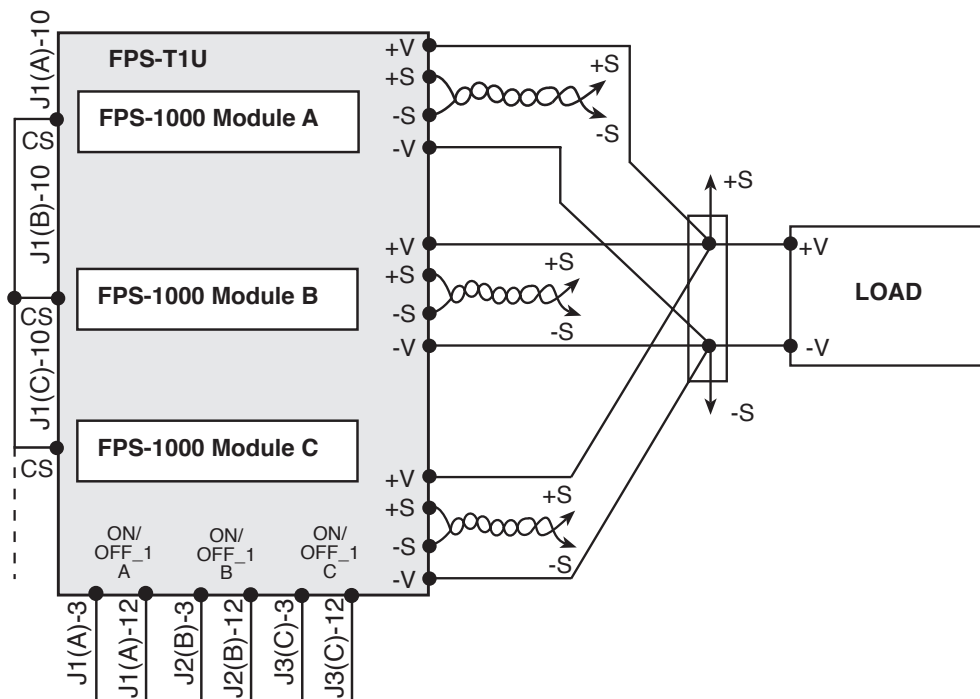 FPS-T1U
FPS-1000 Module A
FPS-1000 Module B
FPS-1000 Module C
J1(A)-10
CS
J1(B)-10
CS
J1(C)-10
CS
+V
+S
-S
-V
+S
-S
+V
+S
-S
-V
+S
-S
+V
+S
-S
-V
+S
-S
+S
-S
+V
-V
LOAD
ON/
OFF_1
A
ON/
OFF_1
B
ON/
OFF_1
C
J1(A)-3
J1(A)-12
J2(B)-3
J2(B)-12
J3(C)-3
J3(C)-12